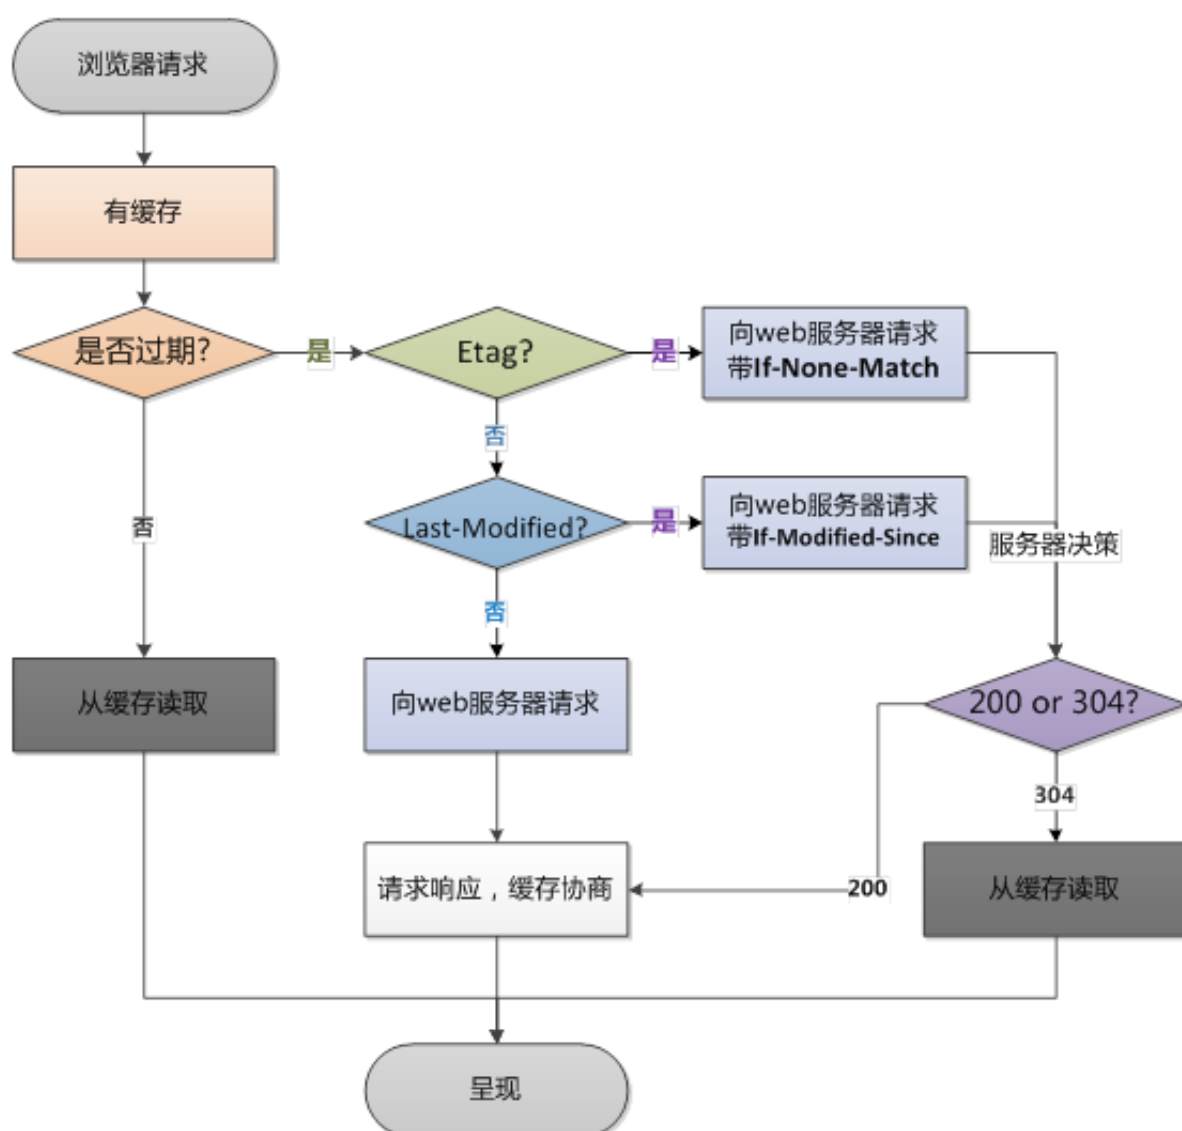 浏览器请求
有缓存
是否过期?
是
Etag?
是
向web服务器请求
带If-None-Match
否
Last-Modified?
是
向web服务器请求
带If-Modified-Since
否
服务器决策
否
从缓存读取
向web服务器请求
200 or 304?
304
请求响应，缓存协商
200
从缓存读取
呈现